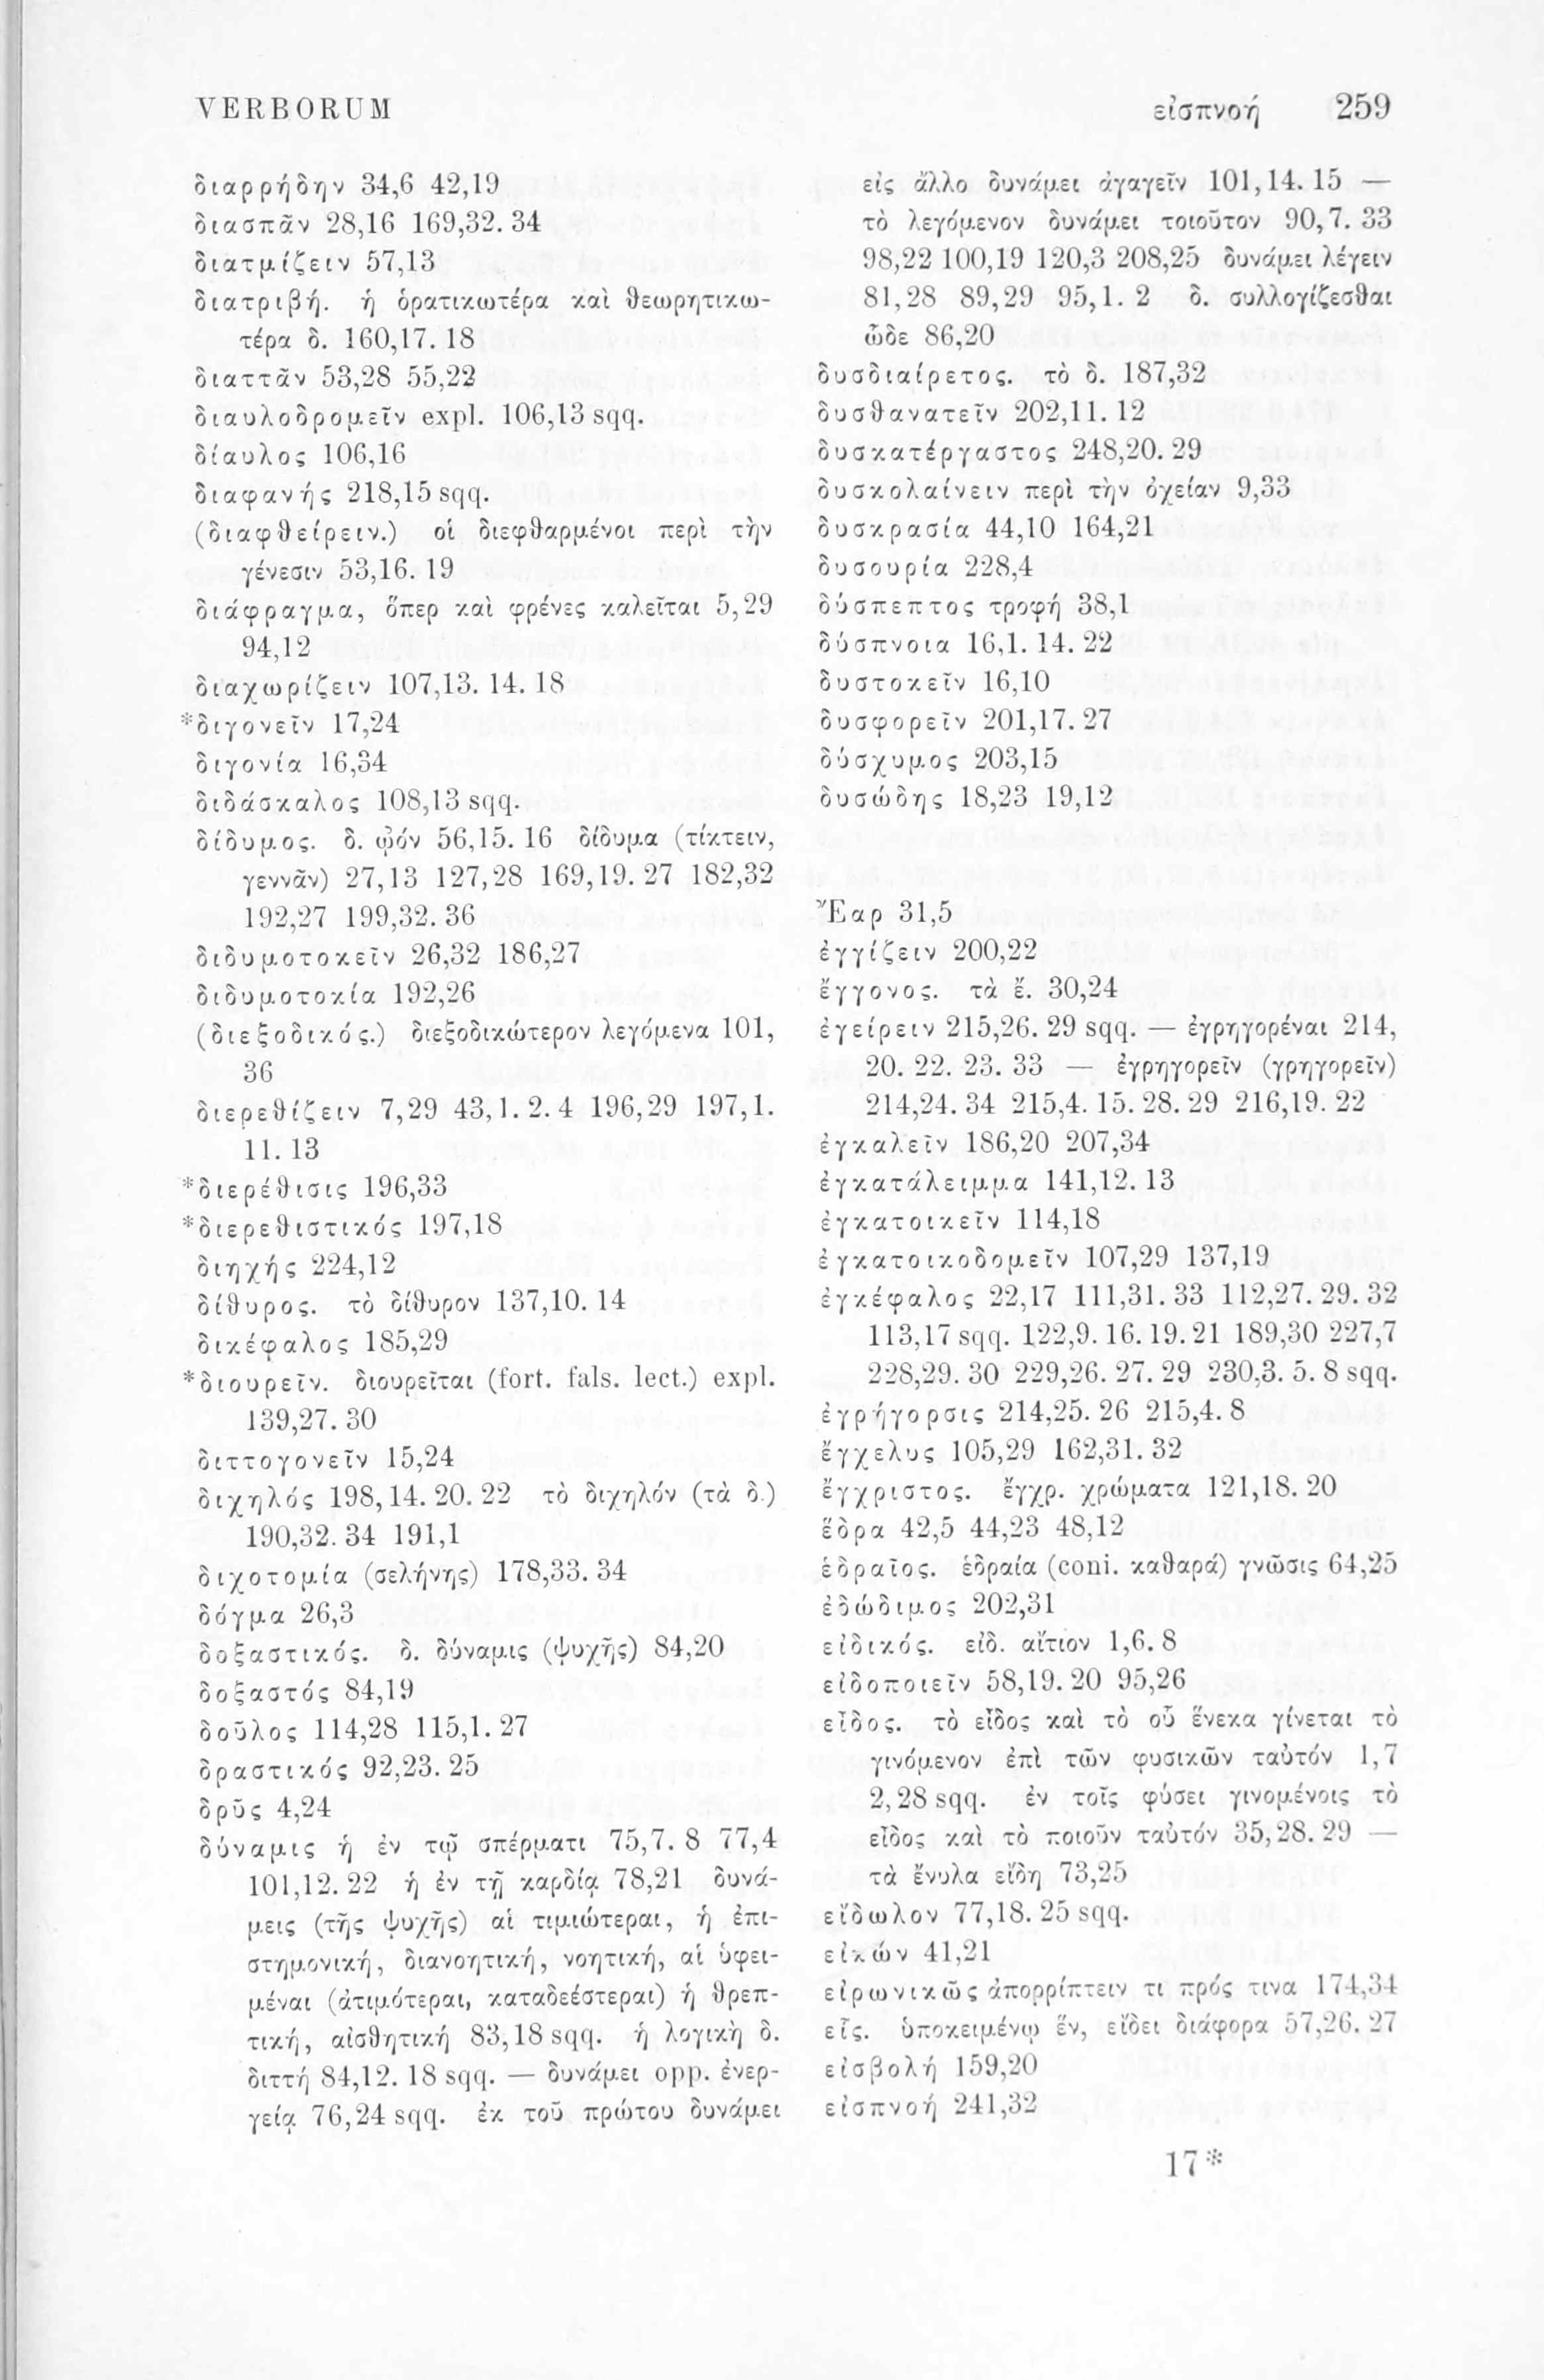 VERBORUM εἰσπνοή 259
διαρρήδην 34,6 42,19
διασπᾶν 28,16 169,32. 34
διατμίζειν 57,13
διατριβή. ἡ ὁρατικωτέρα καὶ θεωρητικω-
τέρα δ. 160,17. 18
διαττᾶν 53,28 55,22
διαυλοδρομεῖν expl. 106,13 sqq.
δίαυλος 106,16
διαφανής 218,15 sqq.
(διαφθείρειν.) οἱ διεφθαρμένοι περὶ τὴν
γένεσιν 53,16. 19
διάφραγμα, ὅπερ καὶ φρένες καλεῖται 5,29
94,12
διαχωρίζειν 107,13. 14. 18
*διγονεῖν 17,24
διγονία 16,34
διδάσκαλος 108,13 sqq.
δίδυμος. δ. ᾠόν 56,15. 16 δίδυμα (τίκτειν,
γεννᾶν) 27,13 127,28 169,19. 27 182,32
192,27 199,32. 36
διδυμοτοκεῖν 26,32 186,27
διδυμοτοκία 192,26
(διεξοδικός.) διεξοδικώτερον λεγόμενα 101,
36
διερεθίζειν 7,29 43,1. 2. 4 196,29 197,1.
11. 13
*διερέθισις 196,33
*διερεθιστικός 197,18
διηχής 224,12
δίθυρος. τὸ δίθυρον 137,10. 14
δικέφαλος 185,29
*διουρεῖν. διουρεῖται (fort. fals. lect.) expl.
139,27. 30
διττογονεῖν 15,24
διχηλός 198,14. 20. 22 τὸ διχηλόν (τὰ δ.)
190,32. 34 191,1
διχοτομία (σελήνης) 178,33. 34
δόγμα 26,3
δοξαστικός. δ. δύναμις (ψυχῆς) 84,20
δοξαστός 84,19
δοῦλος 114,28 115,1. 27
δραστικός 92,23. 25
δρῦς 4,24
δύναμις ἡ ἐν τῷ σπέρματι 75,7. 8 77,4
101,12. 22 ἡ ἐν τῇ καρδίᾳ 78,21 δυνά-
μεις (τῆς ψυχῆς) αἱ τιμιώτεραι, ἡ ἐπι-
στημονική, διανοητική, νοητική, αἱ ὑφει-
μέναι (ἀτιμότεραι, καταδεέστεραι) ἡ θρεπ-
τική, αἰσθητική 83,18 sqq. ἡ λογικὴ δ.
διττή 84,12. 18 sqq. — δυνάμει opp. ἐνερ-
γείᾳ 76,24 sqq. ἐκ τοῦ πρώτου δυνάμει
εἰς ἄλλο δυνάμει ἀγαγεῖν 101,14. 15 —
τὸ λεγόμενον δυνάμει τοιοῦτον 90,7. 33
98,22 100,19 120,3 208,25 δυνάμει λέγειν
81,28 89,29 95,1. 2 δ. συλλογίζεσθαι
ὧδε 86,20
δυσδιαίρετος. τὸ δ. 187,32
δυσθανατεῖν 202,11. 12
δυσκατέργαστος 248,20. 29
δυσκολαίνειν περὶ τὴν ὀχείαν 9,33
δυσκρασία 44,10 164,21
δυσουρία 228,4
δύσπεπτος τροφή 38,1
δύσπνοια 16,1. 14. 22
δυστοκεῖν 16,10
δυσφορεῖν 201,17. 27
δύσχυμος 203,15
δυσώδης 18,23 19,12
Ἔαρ 31,5
ἐγγίζειν 200,22
ἔγγονος. τὰ ἔ. 30,24
ἐγείρειν 215,26. 29 sqq. — ἐγρηγορέναι 214,
20. 22. 23. 33 — ἐγρηγορεῖν (γρηγορεῖν)
214,24. 34 215,4. 15. 28. 29 216,19. 22
ἐγκαλεῖν 186,20 207,34
ἐγκατάλειμμα 141,12. 13
ἐγκατοικεῖν 114,18
ἐγκατοικοδομεῖν 107,29 137,19
ἐγκέφαλος 22,17 111,31. 33 112,27. 29. 32
113,17 sqq. 122,9. 16. 19. 21 189,30 227,7
228,29. 30 229,26. 27. 29 230,3. 5. 8 sqq.
ἐγρήγορσις 214,25. 26 215,4. 8
ἔγχελυς 105,29 162,31. 32
ἔγχριστος. ἔγχρ. χρώματα 121,18. 20
ἕδρα 42,5 44,23 48,12
ἑδραῖος. ἑδραία (coni. καθαρά) γνῶσις 64,25
ἐδώδιμος 202,31
εἰδικός. εἰδ. αἴτιον 1,6. 8
εἰδοποιεῖν 58,19. 20 95,26
εἶδος. τὸ εἶδος καὶ τὸ οὗ ἕνεκα γίνεται τὸ
γινόμενον ἐπὶ τῶν φυσικῶν ταὐτόν 1,7
2,28 sqq. ἐν τοῖς φύσει γινομένοις τὸ
εἶδος καὶ τὸ ποιοῦν ταὐτόν 35,28. 29 —
τὰ ἔνυλα εἴδη 73,25
εἴδωλον 77,18. 25 sqq.
εἰκών 41,21
εἰρωνικῶς ἀπορρίπτειν τι πρός τινα 174,34
εἷς. ὑποκειμένῳ ἕν, εἴδει διάφορα 57,26. 27
εἰσβολή 159,20
εἰσπνοή 241,32
17*